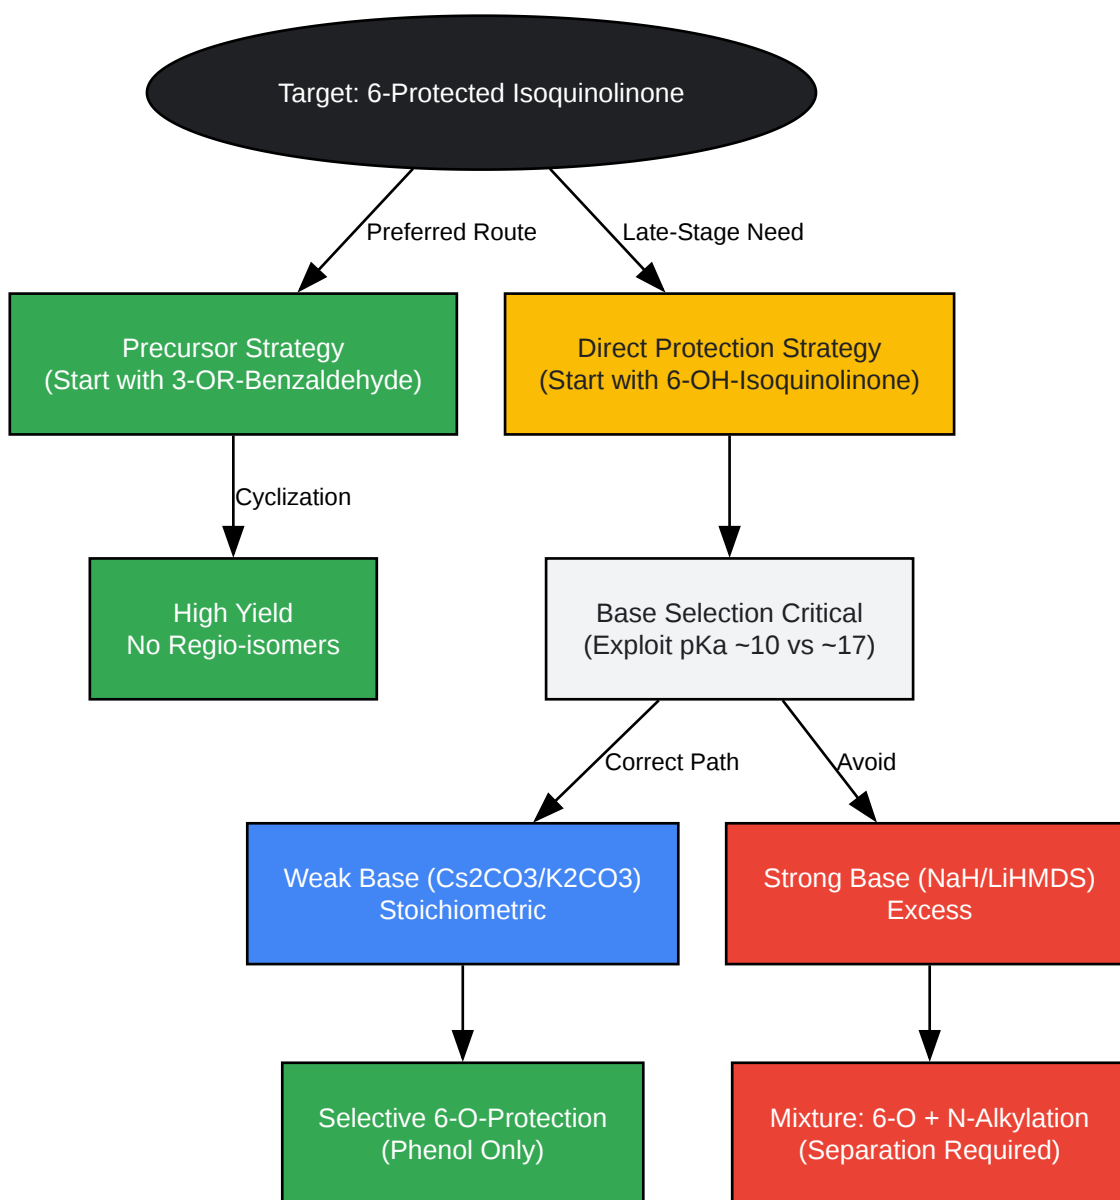 Target: 6-Protected Isoquinolinone
Preferred Route
Late-Stage Need
Precursor Strategy
(Start with 3-OR-Benzaldehyde)
Direct Protection Strategy
(Start with 6-OH-Isoquinolinone)
Cyclization
High Yield
No Regio-isomers
Base Selection Critical
(Exploit pKa ~10 vs ~17)
Correct Path
Avoid
Weak Base (Cs2CO3/K2CO3)
Stoichiometric
Strong Base (NaH/LiHMDS)
Excess
Selective 6-O-Protection
(Phenol Only)
Mixture: 6-O + N-Alkylation
(Separation Required)